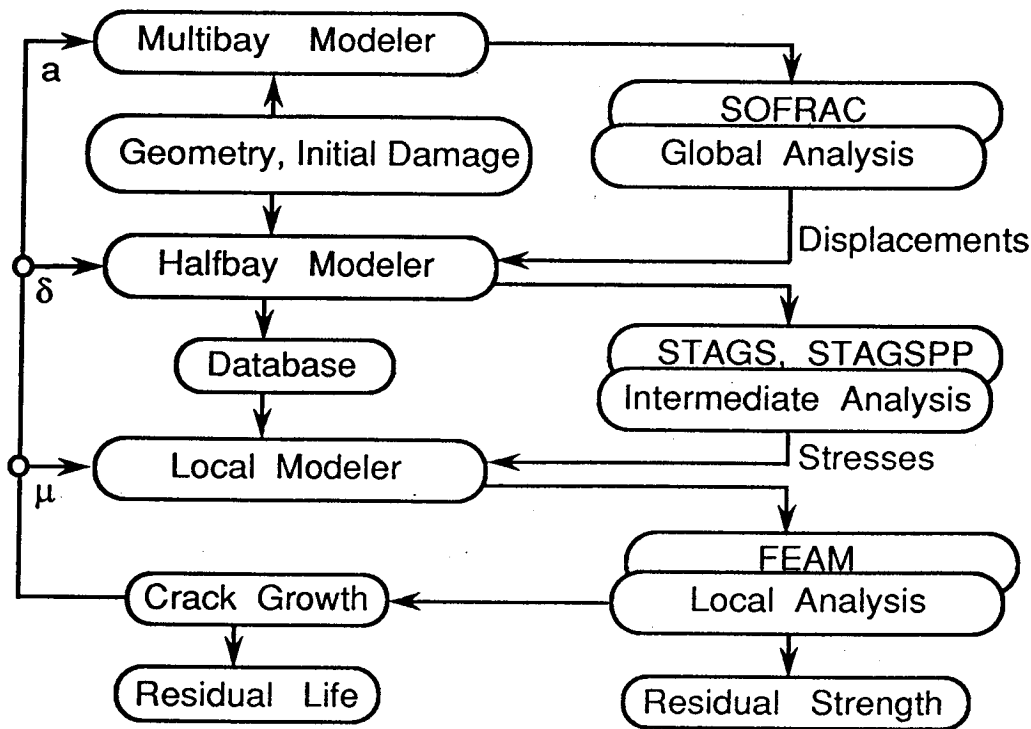 Multibay Modeler
a
SOFRAC
Geometry, Initial Damage
Global Analysis
Displacements
Halfbay Modeler
δ
STAGS, STAGSPP
Database
Intermediate Analysis
Local Modeler
Stresses
μ
FEAM
Crack Growth
Local Analysis
Residual Life
Residual Strength